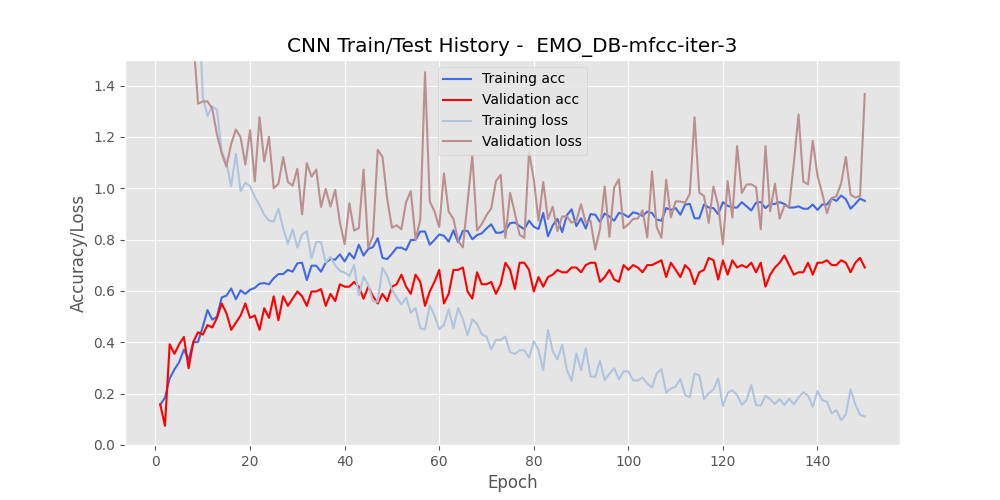 CNN Train/Test History -  EMO_DB-mfcc-iter-3
Training acc
Validation acc
Training loss
Validation loss
1.4
1.2
1.0
0.8
0.6
0.4
0.2
0.0
Accuracy/Loss
0 20 40 60 80 100 120 140
Epoch